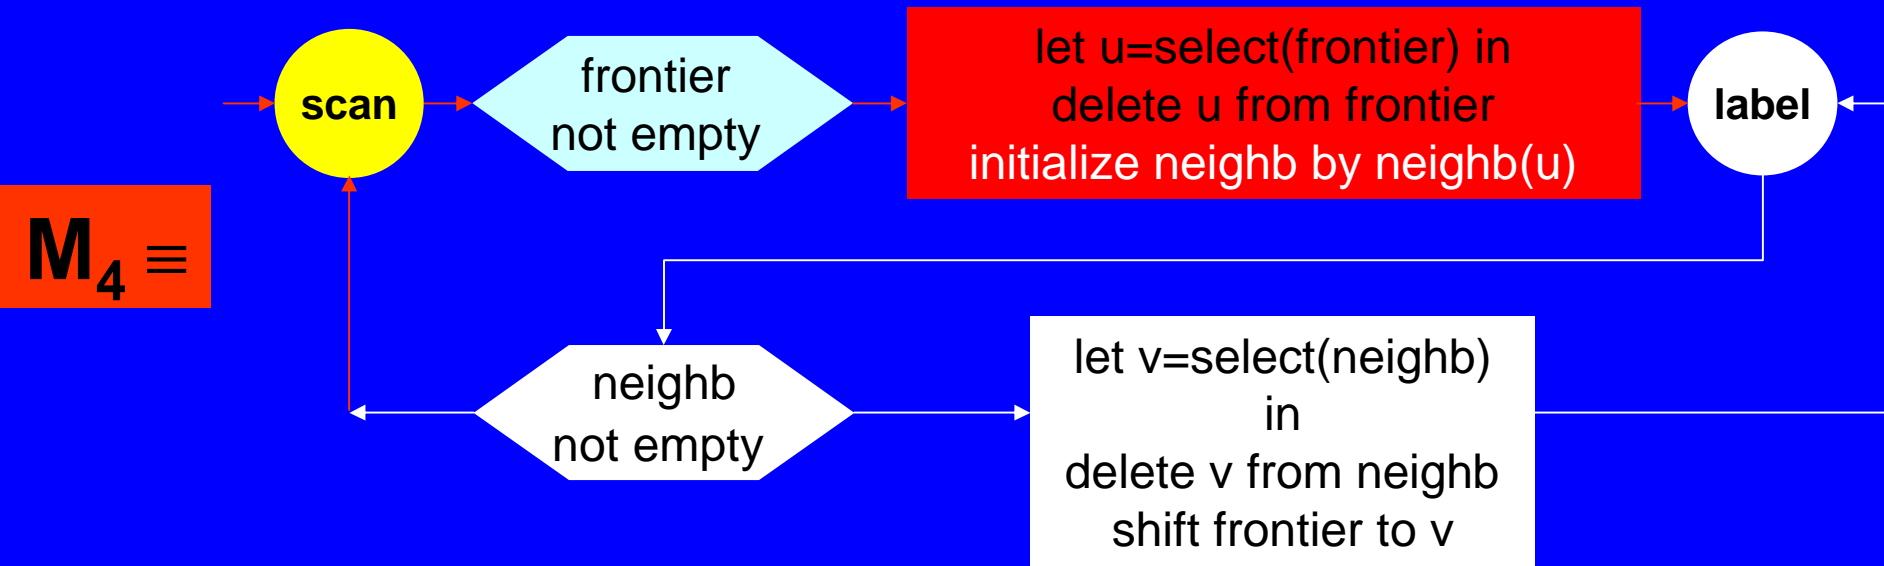 scan
frontier
not empty
let u=select(frontier) in
delete u from frontier
initialize neighb by neighb(u)
label
M4 ≡
neighb
not empty
let v=select(neighb)
in
delete v from neighb
shift frontier to v